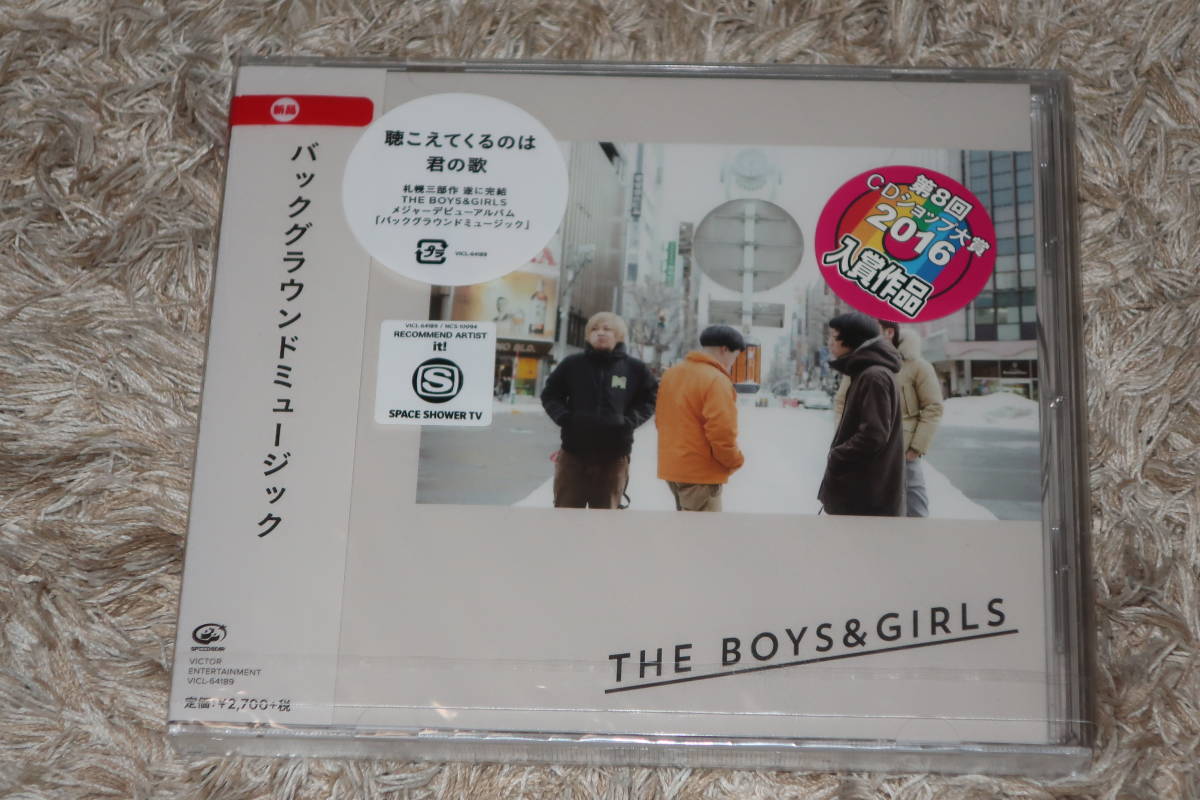 新品
バックグラウンドミュージック
SPEEDSTAR
VICTOR
ENTERTAINMENT
VICL-64189
定価:¥2,700+税
聴こえてくるのは
君の歌
札幌三部作 遂に完結
THE BOYS&GIRLS
メジャーデビューアルバム
「バックグラウンドミュージック」
プラ
VICL-64189
VICL-64189 / NCS-10094
RECOMMEND ARTIST
it!
S
SPACE SHOWER TV
第8回
CDショップ大賞
2016
入賞作品
THE BOYS&GIRLS